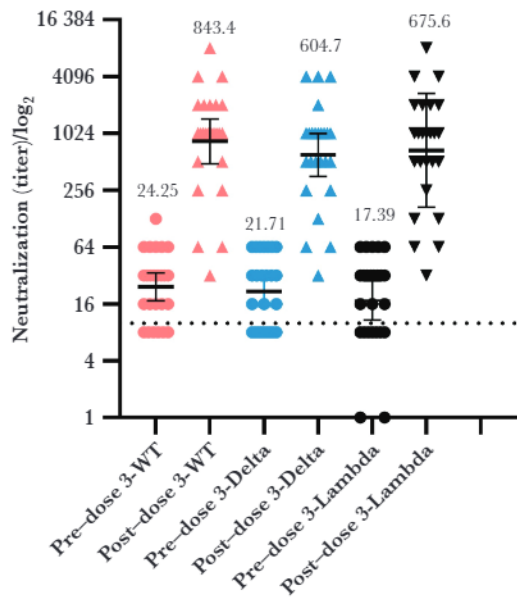 Neutralization (titer)/log2
16 384
4096
1024
256
64
16
4
1
24.25
843.4
21.71
604.7
17.39
675.6
Pre–dose 3-WT
Post–dose 3-WT
Pre–dose 3-Delta
Post–dose 3-Delta
Pre–dose 3-Lambda
Post–dose 3-Lambda